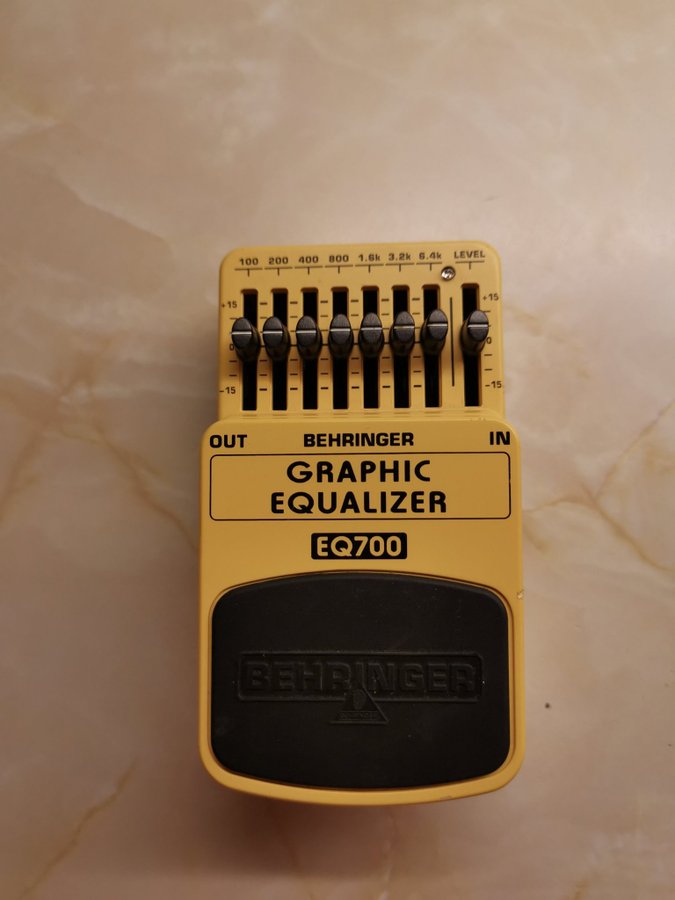 100 200 400 800 1.6k 3.2k 6.4k LEVEL
+15 +15
0 0
-15 -15
OUT BEHRINGER IN
GRAPHIC
EQUALIZER
EQ700
BEHRINGER